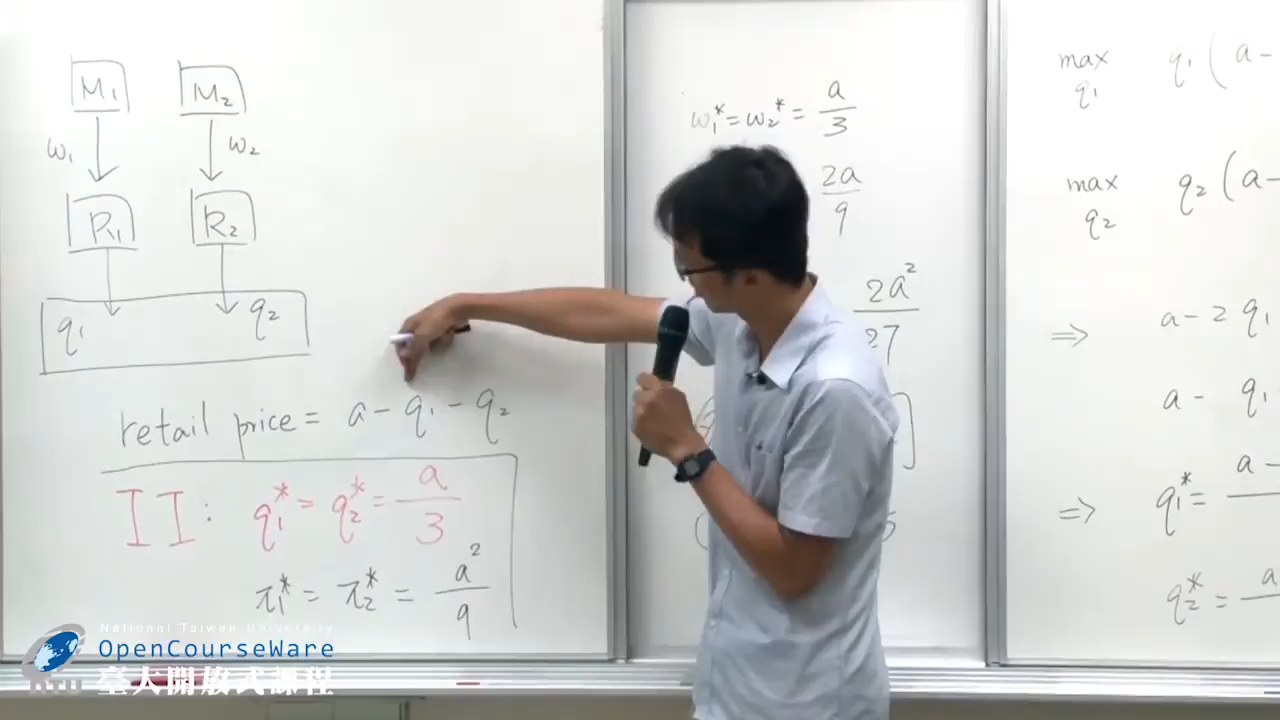 M₁ M₂
w₁ w₂
R₁ R₂
q₁ q₂
retail price = a - q₁ - q₂
II: q₁* = q₂* = a/3
π₁* = π₂* = a²/9
w₁* = w₂* = a/3
2a/9
2a²/27
max q₁ q₁(a-
max q₂ q₂(a-
⇒ a - 2q₁
a - q₁
⇒ q₁* = a-
q₂* = a
National Taiwan University
OpenCourseWare
臺大開放式課程